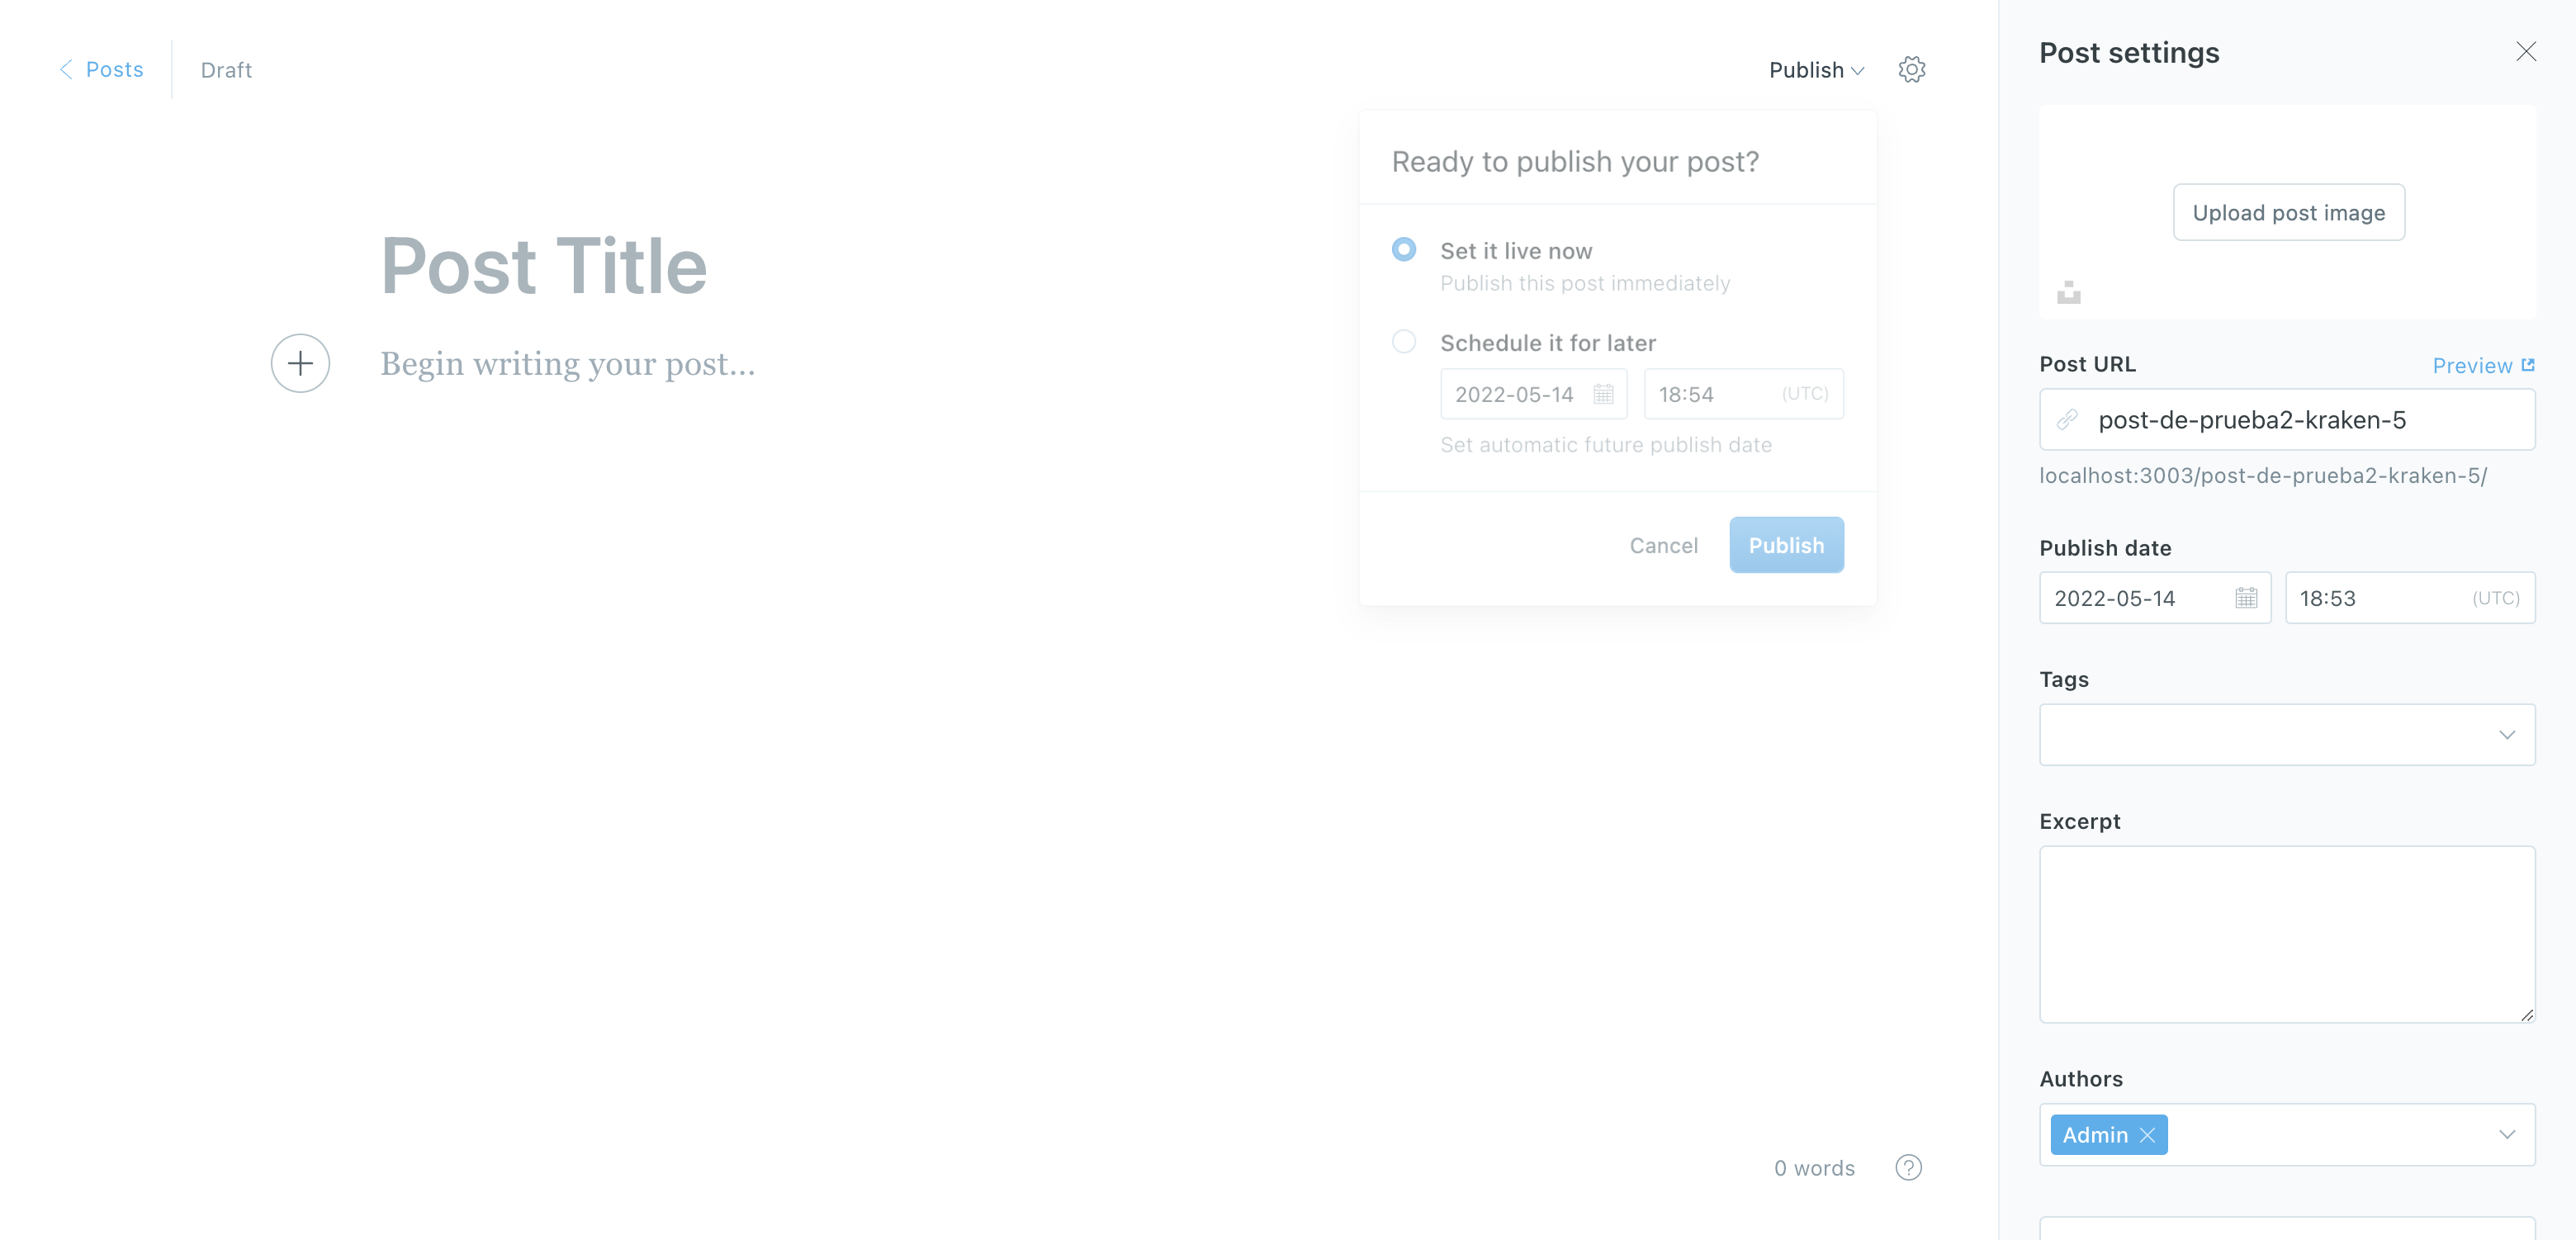 Posts
Draft
Publish
Ready to publish your post?
Set it live now
Publish this post immediately
Schedule it for later
2022-05-14
18:54
(UTC)
Set automatic future publish date
Cancel
Publish
Post Title
Begin writing your post...
0 words
?
Post settings
Upload post image
Post URL
Preview
post-de-prueba2-kraken-5
localhost:3003/post-de-prueba2-kraken-5/
Publish date
2022-05-14
18:53
(UTC)
Tags
Excerpt
Authors
Admin